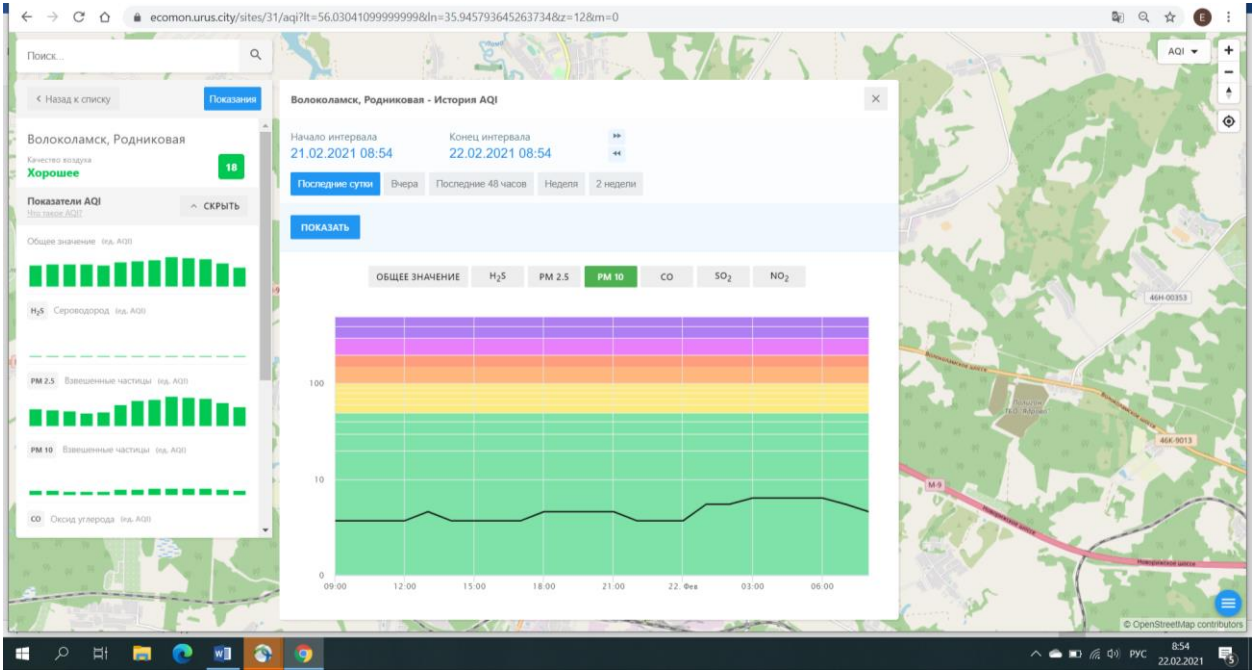 ecomon.urus.city/sites/31/aqi?lt=56.03041099999999&ln=35.945793645263734&z=12&m=0
E
Поиск...
AQI
< Назад к списку
Показания
Волоколамск, Родниковая
Качество воздуха
Хорошее
18
Показатели AQI
Что такое AQI?
СКРЫТЬ
Общее значение (ед. AQI)
H₂S Сероводород (ед. AQI)
PM 2.5 Взвешенные частицы (ед. AQI)
PM 10 Взвешенные частицы (ед. AQI)
CO Оксид углерода (ед. AQI)
Волоколамск, Родниковая - История AQI
Начало интервала
21.02.2021 08:54
Конец интервала
22.02.2021 08:54
Последние сутки Вчера Последние 48 часов Неделя 2 недели
ПОКАЗАТЬ
ОБЩЕЕ ЗНАЧЕНИЕ H₂S PM 2.5 PM 10 CO SO₂ NO₂
100
10
0
09:00 12:00 15:00 18:00 21:00 22. Фев 03:00 06:00
46Н-00353
Волоколамское шоссе
46К-9013
М-9
Новорижское шоссе
© OpenStreetMap contributors
РУС
8:54
22.02.2021
5